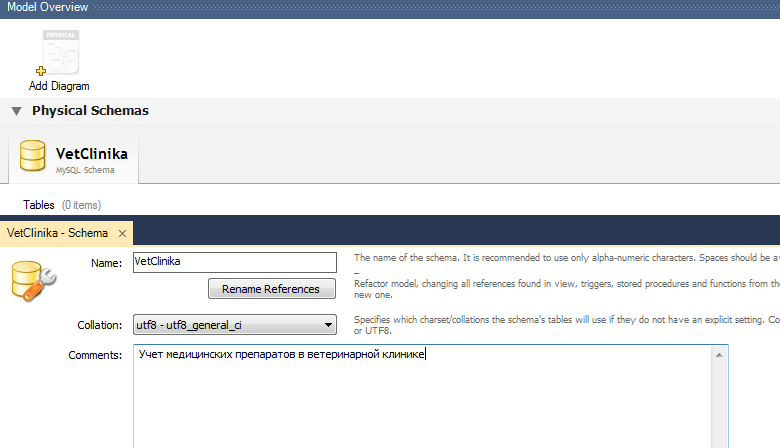 Model Overview
PHYSICAL
Add Diagram
Physical Schemas
VetClinika
MySQL Schema
Tables (0 items)
VetClinika - Schema
Name: VetClinika
The name of the schema. It is recommended to use only alpha-numeric characters. Spaces should be av
_
Rename References
Refactor model, changing all references found in view, triggers, stored procedures and functions from the
new one.
Collation: utf8 - utf8_general_ci
Specifies which charset/collations the schema's tables will use if they do not have an explicit setting. Co
or UTF8.
Comments: Учет медицинских препаратов в ветеринарной клинике